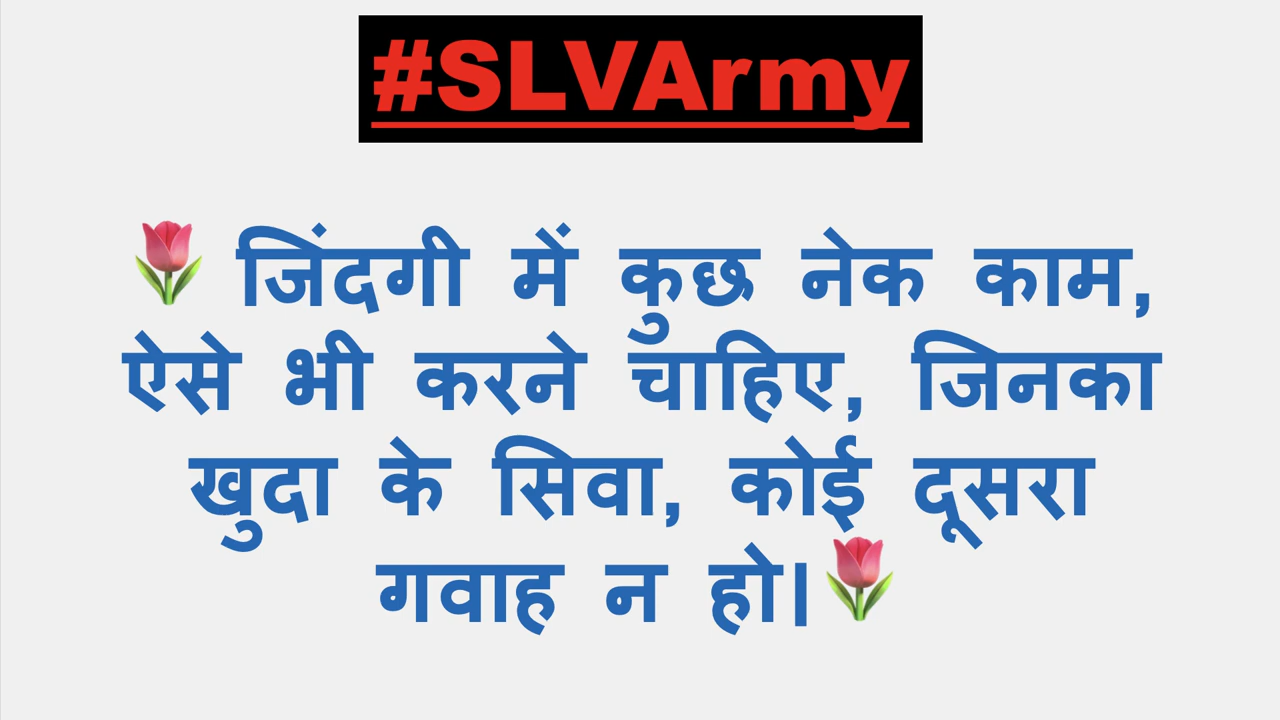 #SLVArmy
🌷 जिंदगी में कुछ नेक काम,
ऐसे भी करने चाहिए, जिनका
खुदा के सिवा, कोई दूसरा
गवाह न हो।🌷